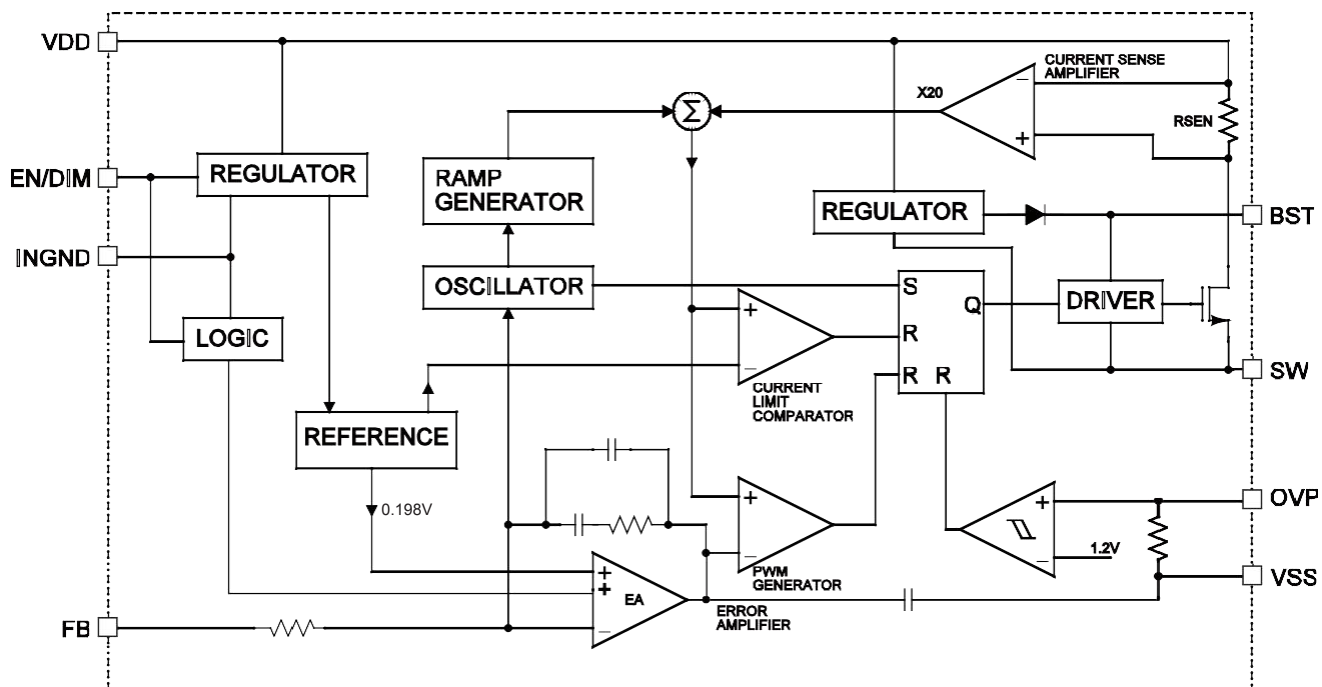 VDD
CURRENT SENSE
AMPLIFIER
X20
−
+
RSEN
Σ
EN/DIM
REGULATOR
RAMP
GENERATOR
REGULATOR
BST
INGND
OSCILLATOR
S
Q
DRIVER
LOGIC
+
R
−
R R
SW
CURRENT
LIMIT
COMPARATOR
REFERENCE
0.198V
+
−
PWM
GENERATOR
+
1.2V
−
OVP
VSS
+
+
EA
−
ERROR
AMPLIFIER
FB